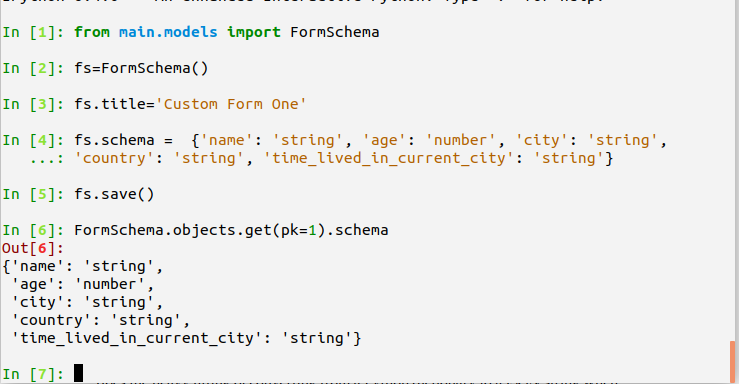 In [1]: from main.models import FormSchema
In [2]: fs=FormSchema()
In [3]: fs.title='Custom Form One'
In [4]: fs.schema =  {'name': 'string', 'age': 'number', 'city': 'string',
   ...: 'country': 'string', 'time_lived_in_current_city': 'string'}
In [5]: fs.save()
In [6]: FormSchema.objects.get(pk=1).schema
Out[6]:
{'name': 'string',
 'age': 'number',
 'city': 'string',
 'country': 'string',
 'time_lived_in_current_city': 'string'}
In [7]: